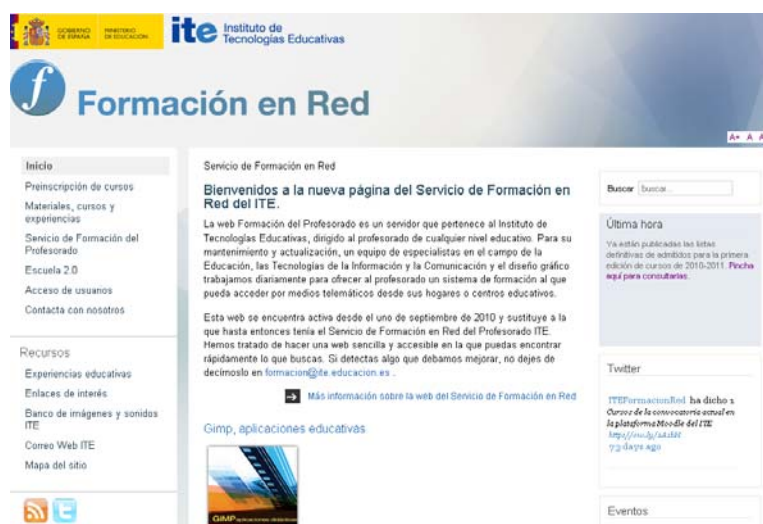 GOBIERNO
DE ESPAÑA
MINISTERIO
DE EDUCACIÓN
ite
Instituto de
Tecnologías Educativas
f
Formación en Red
A+ A
Inicio
Preinscripción de cursos
Materiales, cursos y
experiencias
Servicio de Formación del
Profesorado
Escuela 2.0
Acceso de usuarios
Contacta con nosotros
Recursos
Experiencias educativas
Enlaces de interés
Banco de imágenes y sonidos
ITE
Correo Web ITE
Mapa del sitio
Servicio de Formación en Red
Bienvenidos a la nueva página del Servicio de Formación en
Red del ITE.
La web Formación del Profesorado es un servidor que pertenece al Instituto de
Tecnologías Educativas, dirigido al profesorado de cualquier nivel educativo. Para su
mantenimiento y actualización, un equipo de especialistas en el campo de la
Educación, las Tecnologías de la Información y la Comunicación y el diseño gráfico
trabajamos diariamente para ofrecer al profesorado un sistema de formación al que
pueda acceder por medios telemáticos desde sus hogares o centros educativos.
Esta web se encuentra activa desde el uno de septiembre de 2010 y sustituye a la
que hasta entonces tenía el Servicio de Formación en Red del Profesorado ITE.
Hemos tratado de hacer una web sencilla y accesible en la que puedas encontrar
rápidamente lo que buscas. Si detectas algo que debamos mejorar, no dejes de
decírnoslo en formacion@ite.educacion.es .
Más información sobre la web del Servicio de Formación en Red
Gimp, aplicaciones educativas
GIMP aplicaciones didácticas
Buscar buscar...
Última hora
Ya están publicadas las listas
definitivas de admitidos para la primera
edición de cursos de 2010-2011. Pincha
aquí para consultarlas.
Twitter
ITEFormacionRed ha dicho 1
Cursos de la convocatoria actual en
la plataforma Moodle del ITE
73 days ago
Eventos